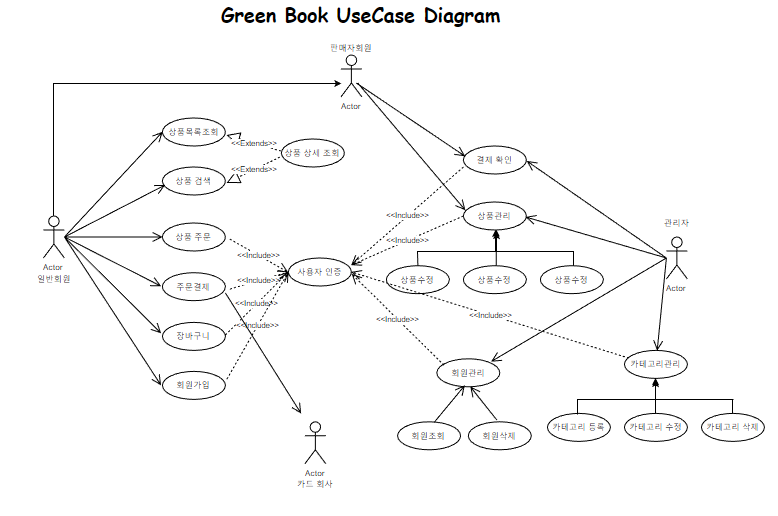 Green Book UseCase Diagram
판매자회원
Actor
상품목록조회
<<Extends>>
상품 상세 조회
<<Extends>>
상품 검색
결제 확인
<<Include>>
상품관리
관리자
Actor
일반회원
상품 주문
<<Include>>
<<Include>>
사용자 인증
상품수정
상품수정
상품수정
Actor
주문결제
<<Include>>
<<Include>>
<<Include>>
장바구니
<<Include>>
<<Include>>
회원관리
카테고리관리
회원가입
회원조회
회원삭제
카테고리 등록
카테고리 수정
카테고리 삭제
Actor
카드 회사